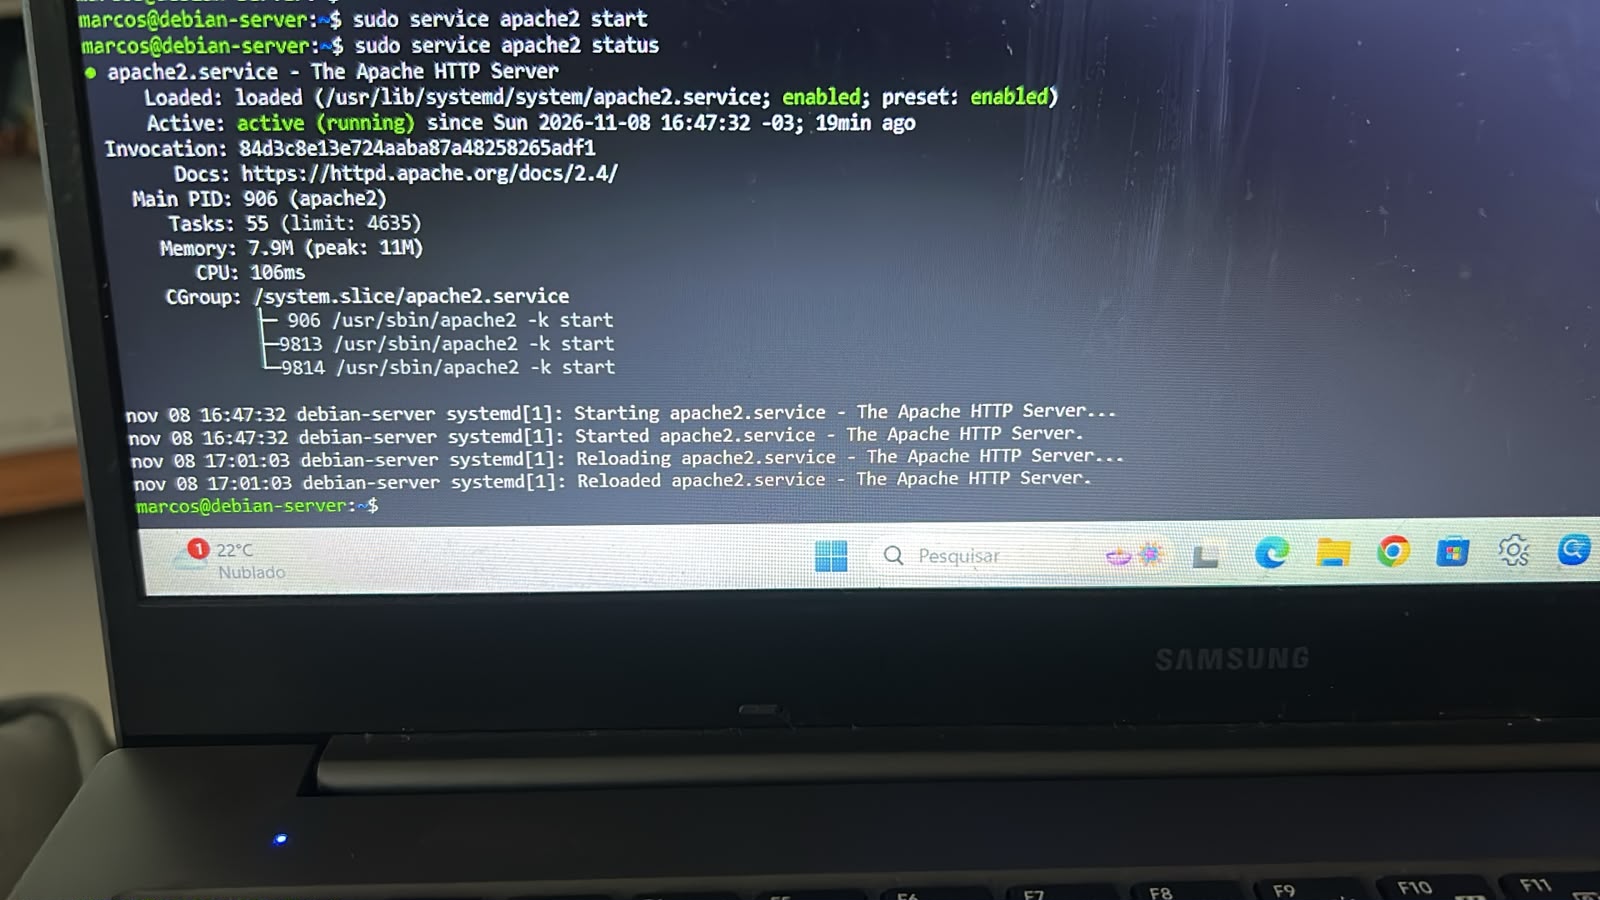 marcos@debian-server:~$ sudo service apache2 start
marcos@debian-server:~$ sudo service apache2 status
● apache2.service - The Apache HTTP Server
Loaded: loaded (/usr/lib/systemd/system/apache2.service; enabled; preset: enabled)
Active: active (running) since Sun 2026-11-08 16:47:32 -03; 19min ago
Invocation: 84d3c8e13e724aaba87a48258265adf1
Docs: https://httpd.apache.org/docs/2.4/
Main PID: 906 (apache2)
Tasks: 55 (limit: 4635)
Memory: 7.9M (peak: 11M)
CPU: 106ms
CGroup: /system.slice/apache2.service
├─ 906 /usr/sbin/apache2 -k start
├─9813 /usr/sbin/apache2 -k start
└─9814 /usr/sbin/apache2 -k start
nov 08 16:47:32 debian-server systemd[1]: Starting apache2.service - The Apache HTTP Server...
nov 08 16:47:32 debian-server systemd[1]: Started apache2.service - The Apache HTTP Server.
nov 08 17:01:03 debian-server systemd[1]: Reloading apache2.service - The Apache HTTP Server...
nov 08 17:01:03 debian-server systemd[1]: Reloaded apache2.service - The Apache HTTP Server.
marcos@debian-server:~$
1 22°C
Nublado
Pesquisar
SAMSUNG
F7 F8 F9 F10 F11